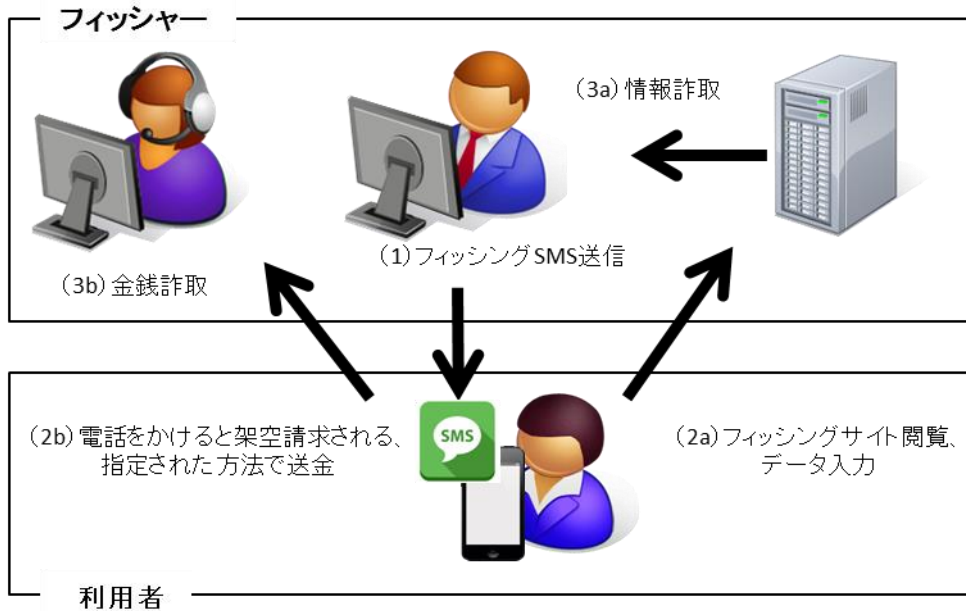 フィッシャー
(3a)情報詐取
(1)フィッシングSMS送信
(3b)金銭詐取
SMS
(2b)電話をかけると架空請求される、
指定された方法で送金
(2a)フィッシングサイト閲覧、
データ入力
利用者